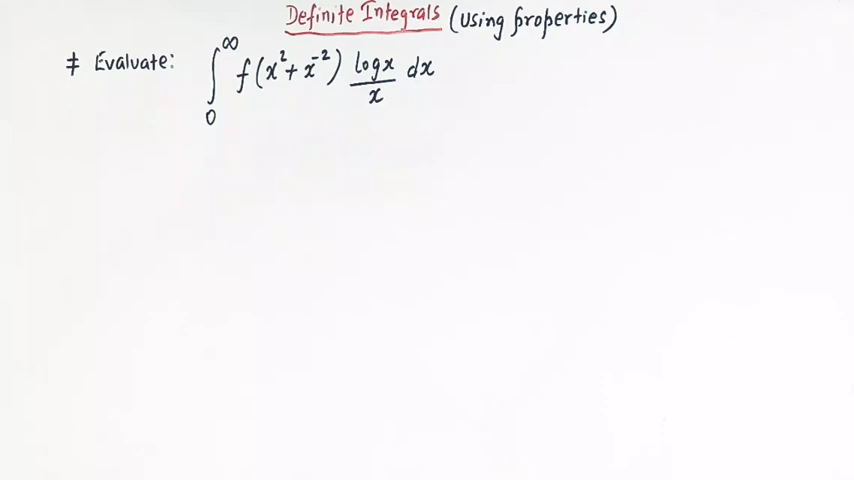 Definite Integrals (using properties)
# Evaluate: ∫₀^∞ f(x² + x⁻²) logx/x dx